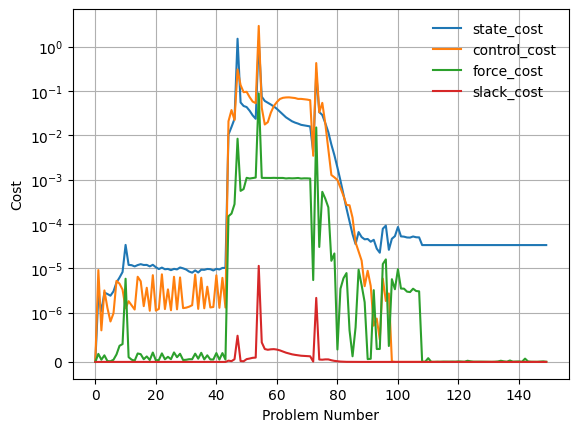 state_cost
control_cost
force_cost
slack_cost
10⁰
10⁻¹
10⁻²
10⁻³
10⁻⁴
10⁻⁵
10⁻⁶
0
Cost
0 20 40 60 80 100 120 140
Problem Number